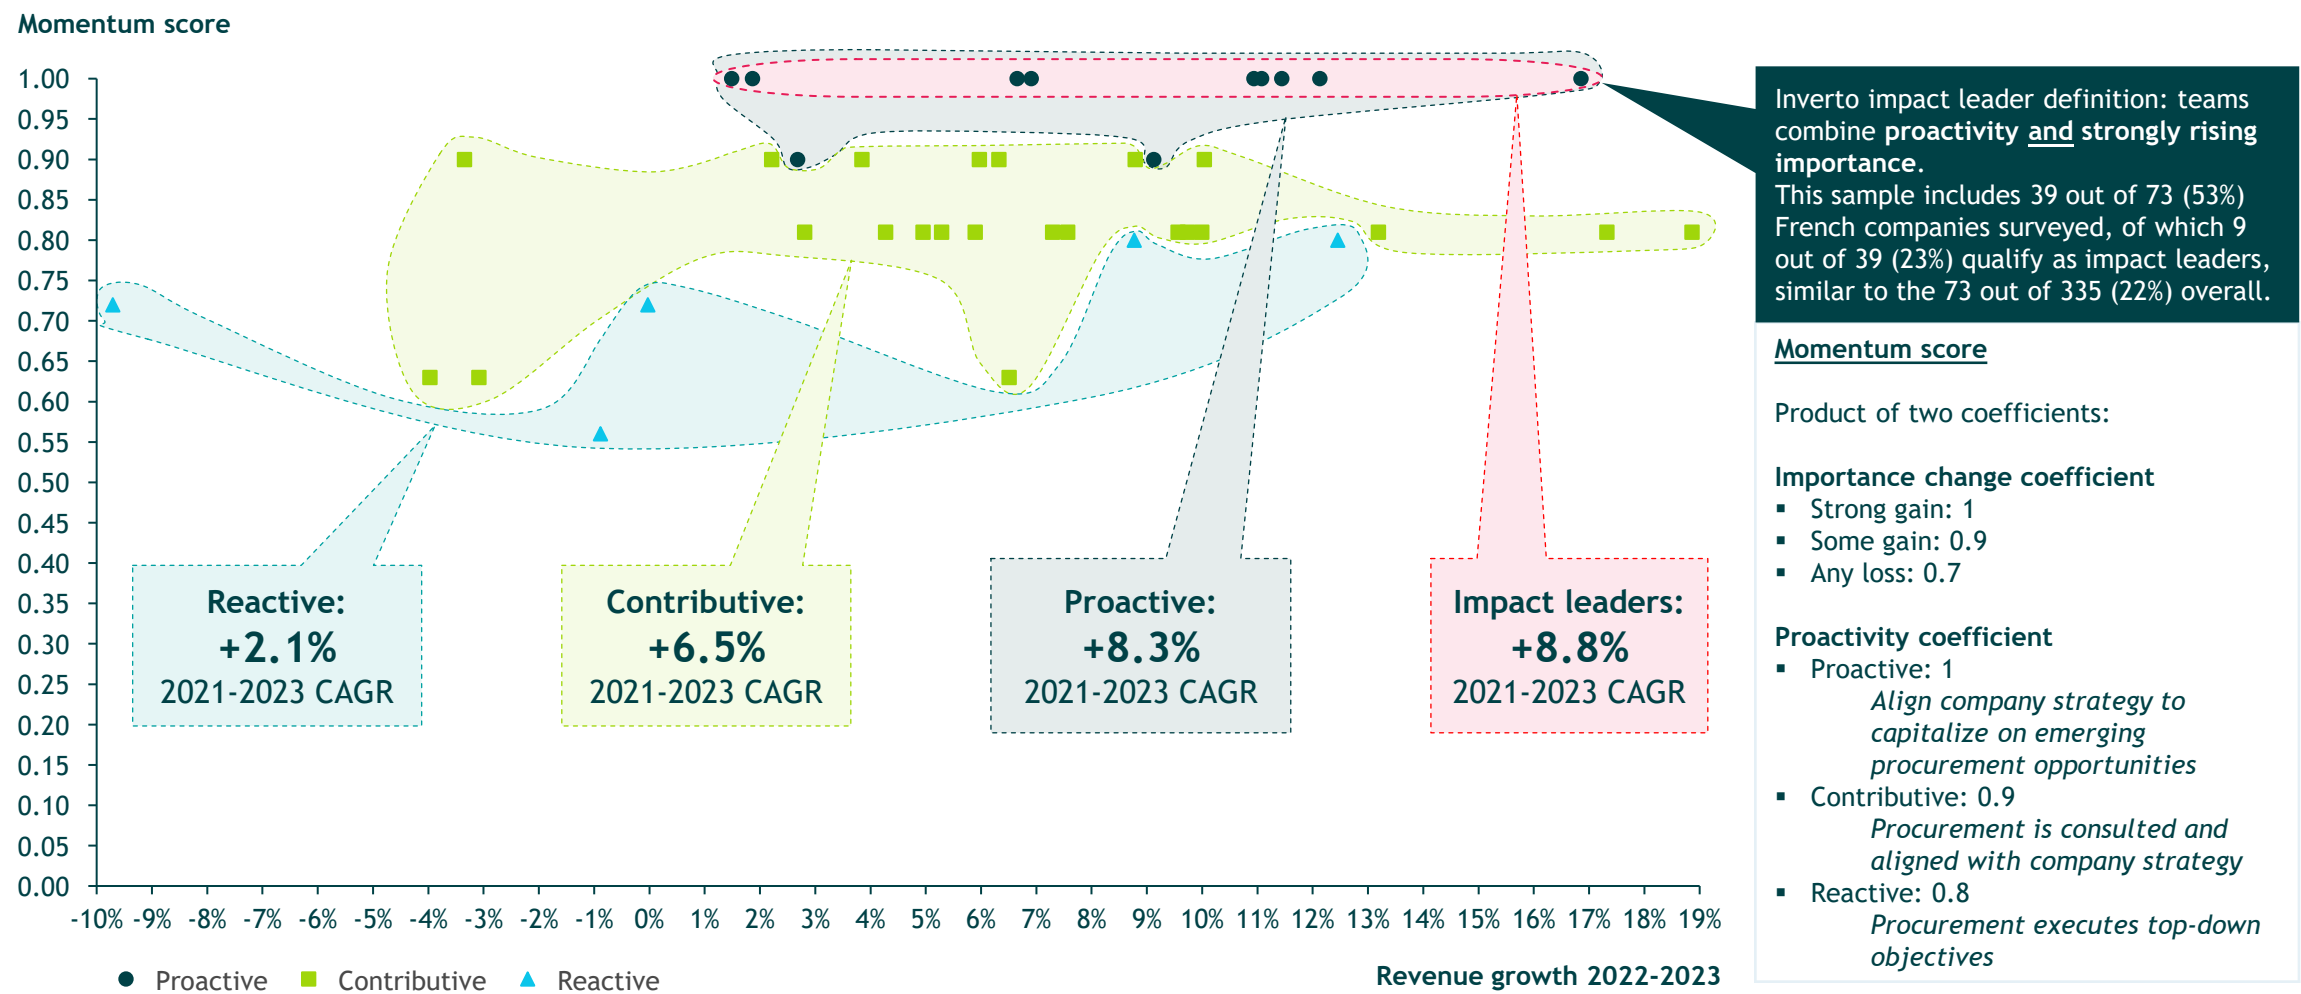 Momentum score
1.00
0.95
0.90
0.85
0.80
0.75
0.70
0.65
0.60
0.55
0.50
0.45
0.40
0.35
0.30
0.25
0.20
0.15
0.10
0.05
0.00
-10% -9% -8% -7% -6% -5% -4% -3% -2% -1% 0% 1% 2% 3% 4% 5% 6% 7% 8% 9% 10% 11% 12% 13% 14% 15% 16% 17% 18% 19%
Revenue growth 2022-2023
Proactive
Contributive
Reactive
Reactive:
+2.1%
2021-2023 CAGR
Contributive:
+6.5%
2021-2023 CAGR
Proactive:
+8.3%
2021-2023 CAGR
Impact leaders:
+8.8%
2021-2023 CAGR
Inverto impact leader definition: teams
combine proactivity and strongly rising
importance.
This sample includes 39 out of 73 (53%)
French companies surveyed, of which 9
out of 39 (23%) qualify as impact leaders,
similar to the 73 out of 335 (22%) overall.
Momentum score
Product of two coefficients:
Importance change coefficient
▪ Strong gain: 1
▪ Some gain: 0.9
▪ Any loss: 0.7
Proactivity coefficient
▪ Proactive: 1
Align company strategy to
capitalize on emerging
procurement opportunities
▪ Contributive: 0.9
Procurement is consulted and
aligned with company strategy
▪ Reactive: 0.8
Procurement executes top-down
objectives